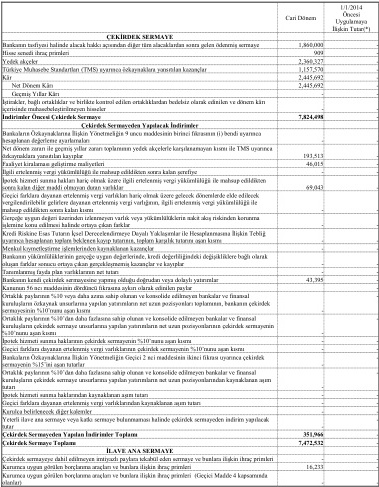 Cari Dönem
1/1/2014
Öncesi
Uygulamaya
İlişkin Tutar(*)
ÇEKİRDEK SERMAYE
Bankanın tasfiyesi halinde alacak hakkı açısından diğer tüm alacaklardan sonra gelen ödenmiş sermaye 1,860,000 -
Hisse senedi ihraç primleri 909 -
Yedek akçeler 2,360,327 -
Türkiye Muhasebe Standartları (TMS) uyarınca özkaynaklara yansıtılan kazançlar 1,157,570 -
Kâr 2,445,692 -
Net Dönem Kârı 2,445,692 -
Geçmiş Yıllar Kârı - -
İştirakler, bağlı ortaklıklar ve birlikte kontrol edilen ortaklıklardan bedelsiz olarak edinilen ve dönem kârı
içerisinde muhasebeleştirilmeyen hisseler - -
İndirimler Öncesi Çekirdek Sermaye 7,824,498 -
Çekirdek Sermayeden Yapılacak İndirimler
Bankaların Özkaynaklarına İlişkin Yönetmeliğin 9 uncu maddesinin birinci fıkrasının (i) bendi uyarınca
hesaplanan değerleme ayarlamaları - -
Net dönem zararı ile geçmiş yıllar zararı toplamının yedek akçelerle karşılanamayan kısmı ile TMS uyarınca
özkaynaklara yansıtılan kayıplar 193,513 -
Faaliyet kiralaması geliştirme maliyetleri 46,015 -
İlgili ertelenmiş vergi yükümlülüğü ile mahsup edildikten sonra kalan şerefiye - -
İpotek hizmeti sunma hakları hariç olmak üzere ilgili ertelenmiş vergi yükümlülüğü ile mahsup edildikten
sonra kalan diğer maddi olmayan duran varlıklar 69,043 -
Geçici farklara dayanan ertelenmiş vergi varlıkları hariç olmak üzere gelecek dönemlerde elde edilecek
vergilendirilebilir gelirlere dayanan ertelenmiş vergi varlığının, ilgili ertelenmiş vergi yükümlülüğü ile
mahsup edildikten sonra kalan kısmı - -
Gerçeğe uygun değeri üzerinden izlenmeyen varlık veya yükümlülüklerin nakit akış riskinden korunma
işlemine konu edilmesi halinde ortaya çıkan farklar - -
Kredi Riskine Esas Tutarın İçsel Derecelendirmeye Dayalı Yaklaşımlar ile Hesaplanmasına İlişkin Tebliğ
uyarınca hesaplanan toplam beklenen kayıp tutarının, toplam karşılık tutarını aşan kısmı - -
Menkul kıymetleştirme işlemlerinden kaynaklanan kazançlar - -
Bankanın yükümlülüklerinin gerçeğe uygun değerlerinde, kredi değerliliğindeki değişikliklere bağlı olarak
oluşan farklar sonucu ortaya çıkan gerçekleşmemiş kazançlar ve kayıplar - -
Tanımlanmış fayda plan varlıklarının net tutarı - -
Bankanın kendi çekirdek sermayesine yapmış olduğu doğrudan veya dolaylı yatırımlar 43,395 -
Kanunun 56 ncı maddesinin dördüncü fıkrasına aykırı olarak edinilen paylar - -
Ortaklık paylarının %10 veya daha azına sahip olunan ve konsolide edilmeyen bankalar ve finansal
kuruluşların özkaynak unsurlarına yapılan yatırımların net uzun pozisyonları toplamının, bankanın çekirdek
sermayesinin %10'nunu aşan kısmı - -
Ortaklık paylarının %10'dan daha fazlasına sahip olunan ve konsolide edilmeyen bankalar ve finansal
kuruluşların çekirdek sermaye unsurlarına yapılan yatırımların net uzun pozisyonlarının çekirdek sermayesinin
%10'nunu aşan kısmı - -
İpotek hizmeti sunma haklarının çekirdek sermayenin %10'nunu aşan kısmı - -
Geçici farklara dayanan ertelenmiş vergi varlıklarının çekirdek sermayenin %10'nunu aşan kısmı - -
Bankaların Özkaynaklarına İlişkin Yönetmeliğin Geçici 2 nci maddesinin ikinci fıkrası uyarınca çekirdek
sermayenin %15'ini aşan tutarlar - -
Ortaklık paylarının %10'dan daha fazlasına sahip olunan ve konsolide edilmeyen bankalar ve finansal
kuruluşların çekirdek sermaye unsurlarına yapılan yatırımların net uzun pozisyonlarından kaynaklanan aşım
tutarı - -
İpotek hizmeti sunma haklarından kaynaklanan aşım tutarı - -
Geçici farklara dayanan ertelenmiş vergi varlıklarından kaynaklanan aşım tutarı - -
Kurulca belirlenecek diğer kalemler - -
Yeterli ilave ana sermaye veya katkı sermaye bulunmaması halinde çekirdek sermayeden indirim yapılacak
tutar - -
Çekirdek Sermayeden Yapılan İndirimler Toplamı 351,966 -
Çekirdek Sermaye Toplamı 7,472,532 -
İLAVE ANA SERMAYE
Çekirdek sermayeye dahil edilmeyen imtiyazlı paylara tekabül eden sermaye ve bunlara ilişkin ihraç primleri - -
Kurumca uygun görülen borçlanma araçları ve bunlara ilişkin ihraç primleri 16,233 -
Kurumca uygun görülen borçlanma araçları ve bunlara ilişkin ihraç primleri (Geçici Madde 4 kapsamında
olanlar) - -